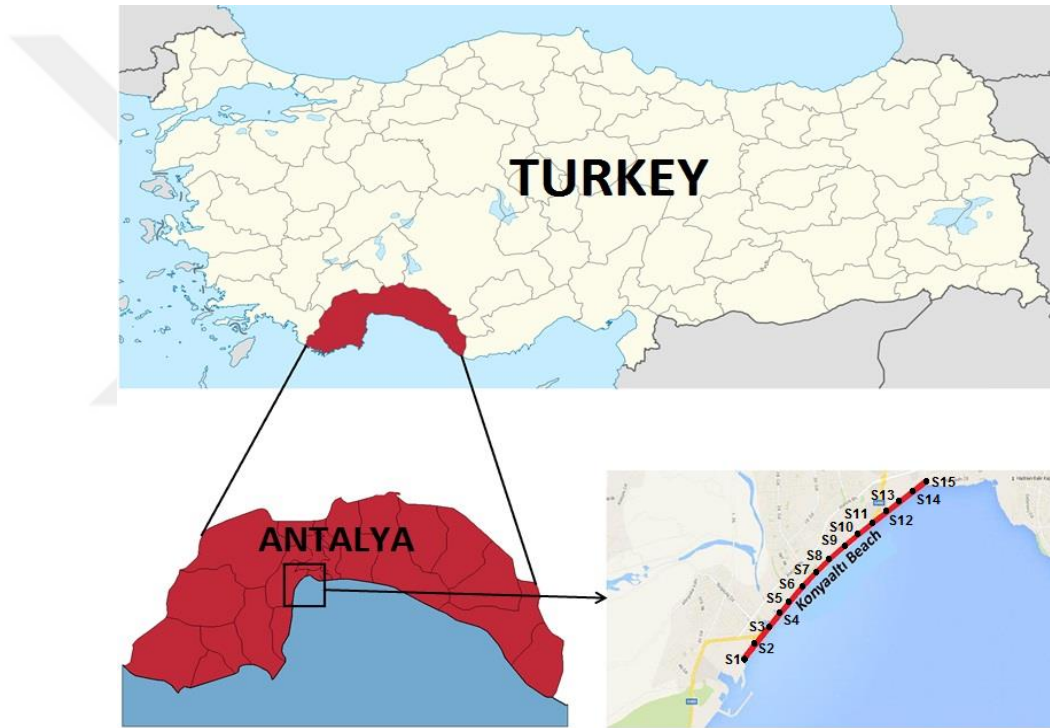 TURKEY
ANTALYA
S15
S13
S14
S11
S12
S10
S9
S8
S7
S6
S5
S4
S3
S2
S1
Konyaaltı Beach